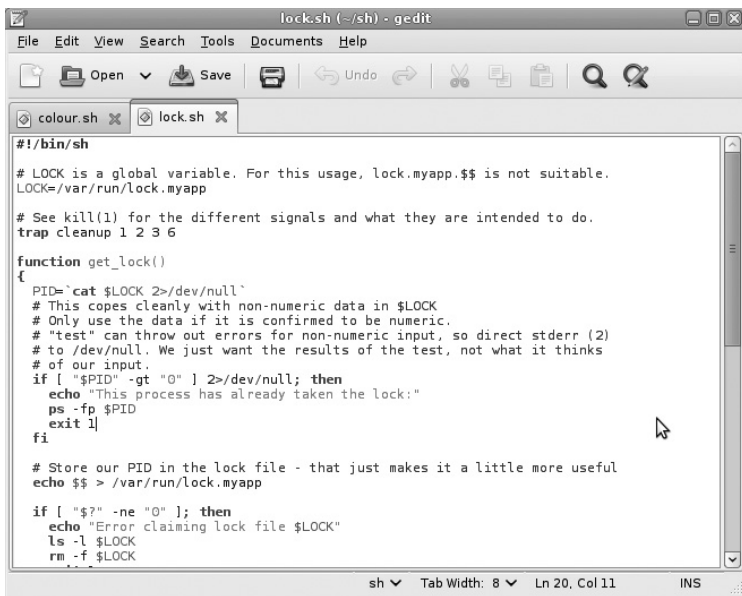 lock.sh (~/sh) - gedit
File Edit View Search Tools Documents Help
Open Save Undo
colour.sh lock.sh
#!/bin/sh
# LOCK is a global variable. For this usage, lock.myapp.$$ is not suitable.
LOCK=/var/run/lock.myapp
# See kill(1) for the different signals and what they are intended to do.
trap cleanup 1 2 3 6
function get_lock()
{
  PID=`cat $LOCK 2>/dev/null`
  # This copes cleanly with non-numeric data in $LOCK
  # Only use the data if it is confirmed to be numeric.
  # "test" can throw out errors for non-numeric input, so direct stderr (2)
  # to /dev/null. We just want the results of the test, not what it thinks
  # of our input.
  if [ "$PID" -gt "0" ] 2>/dev/null; then
    echo "This process has already taken the lock:"
    ps -fp $PID
    exit 1
  fi
  # Store our PID in the lock file - that just makes it a little more useful
  echo $$ > /var/run/lock.myapp
  if [ "$?" -ne "0" ]; then
    echo "Error claiming lock file $LOCK"
    ls -l $LOCK
    rm -f $LOCK
sh Tab Width: 8 Ln 20, Col 11 INS